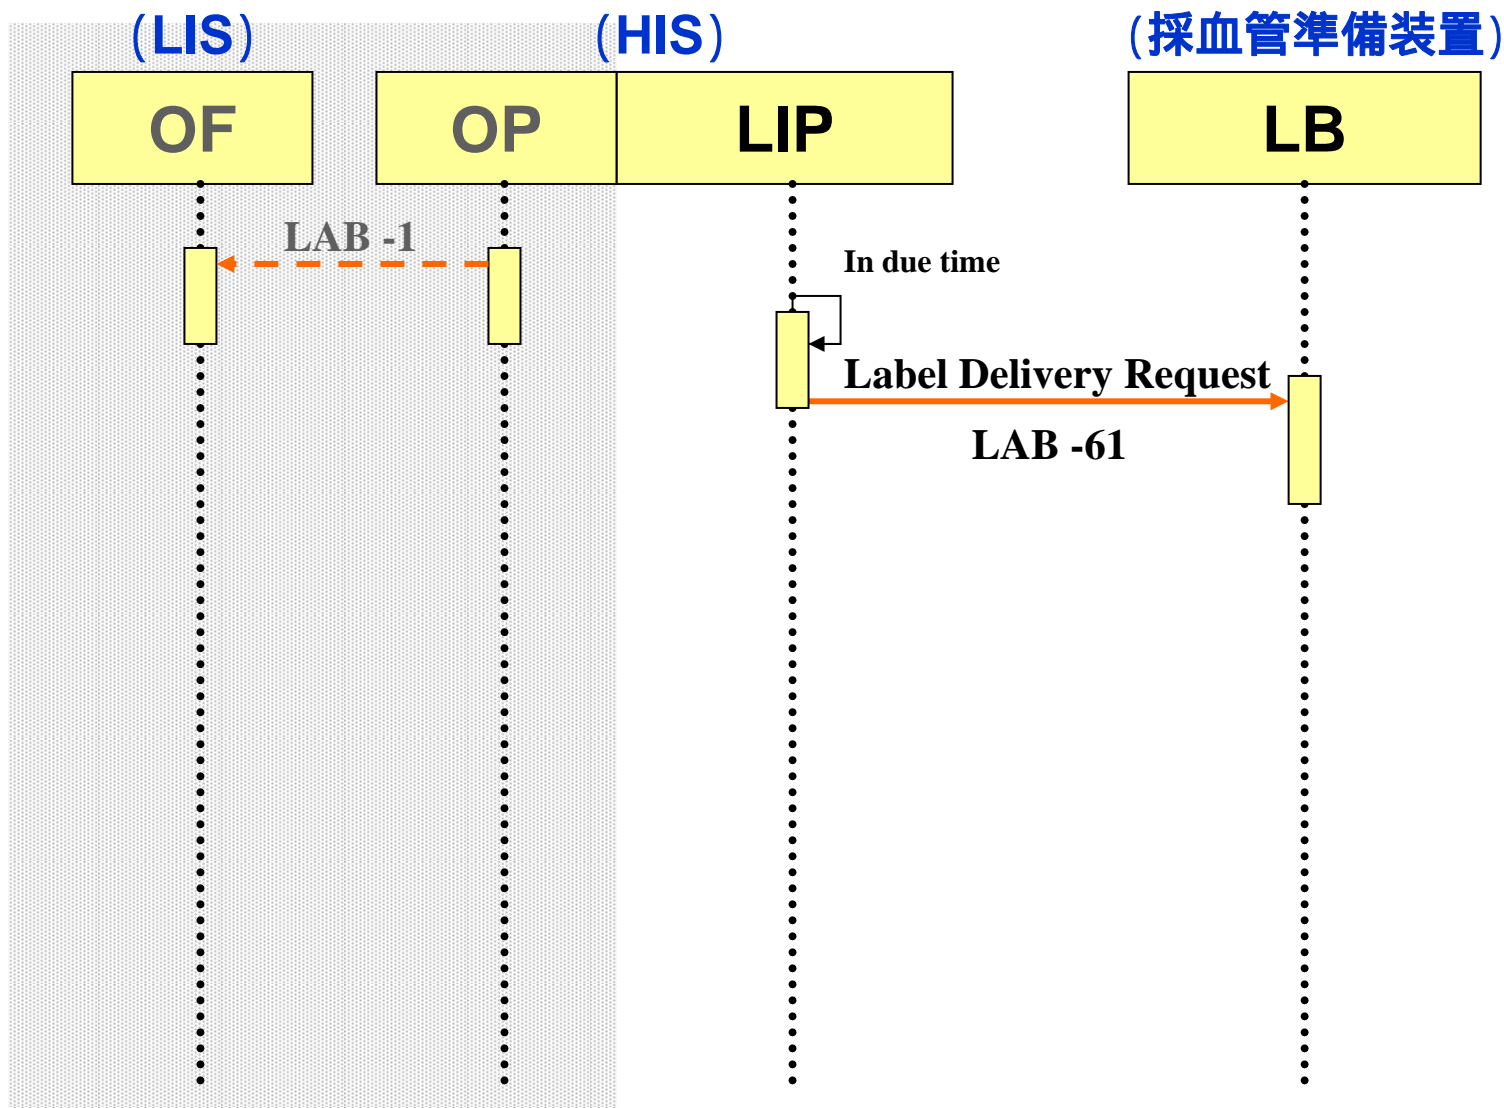 (LIS) (HIS) (採血管準備装置)
OF OP LIP LB
LAB -1
In due time
Label Delivery Request
LAB -61